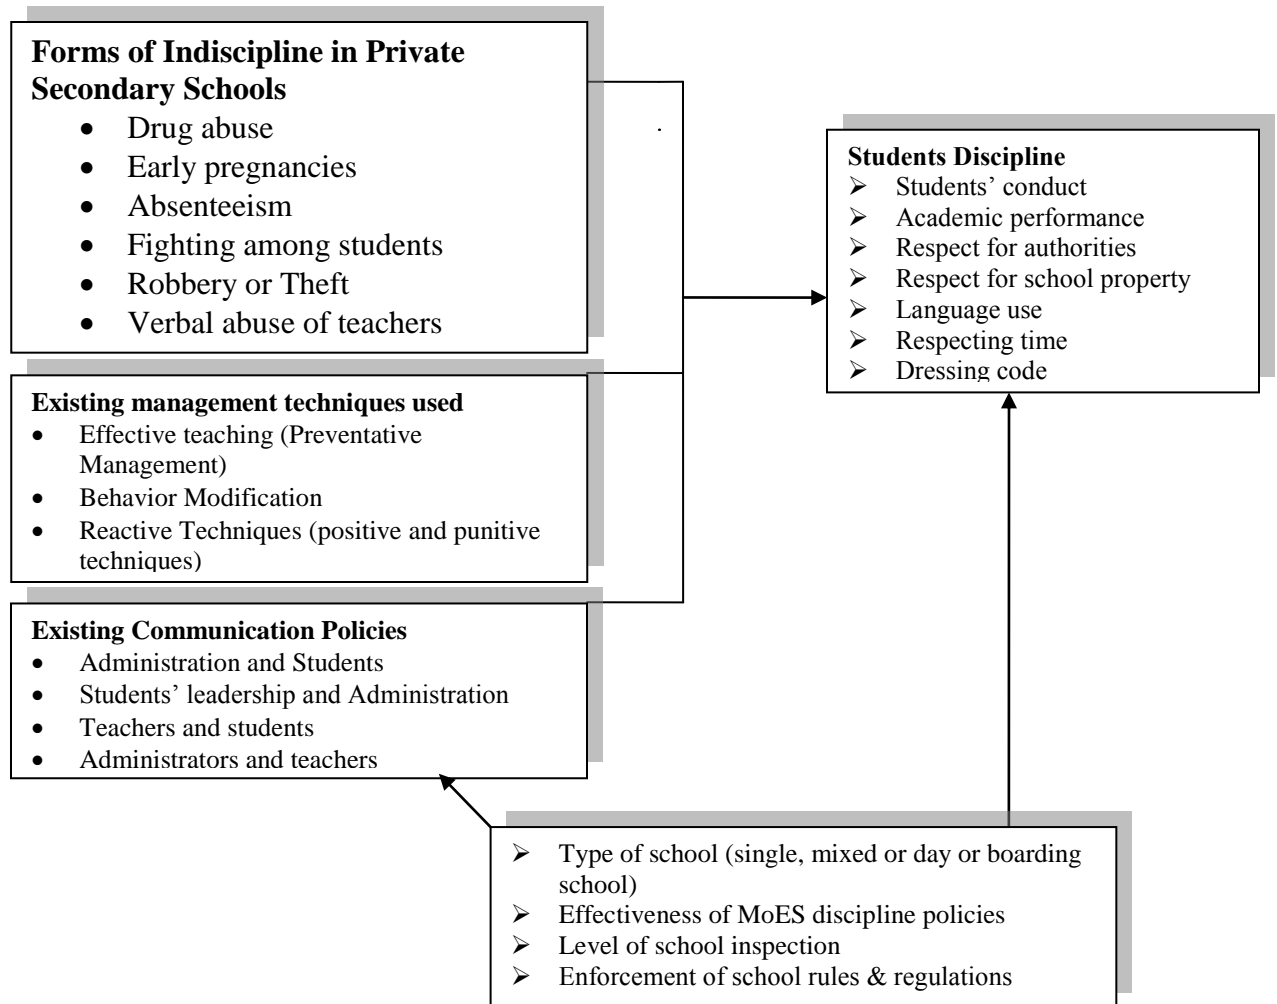 Forms of Indiscipline in Private
Secondary Schools
• Drug abuse
• Early pregnancies
• Absenteeism
• Fighting among students
• Robbery or Theft
• Verbal abuse of teachers
Existing management techniques used
• Effective teaching (Preventative
Management)
• Behavior Modification
• Reactive Techniques (positive and punitive
techniques)
Existing Communication Policies
• Administration and Students
• Students’ leadership and Administration
• Teachers and students
• Administrators and teachers
.
Students Discipline
➢ Students’ conduct
➢ Academic performance
➢ Respect for authorities
➢ Respect for school property
➢ Language use
➢ Respecting time
➢ Dressing code
➢ Type of school (single, mixed or day or boarding
school)
➢ Effectiveness of MoES discipline policies
➢ Level of school inspection
➢ Enforcement of school rules & regulations